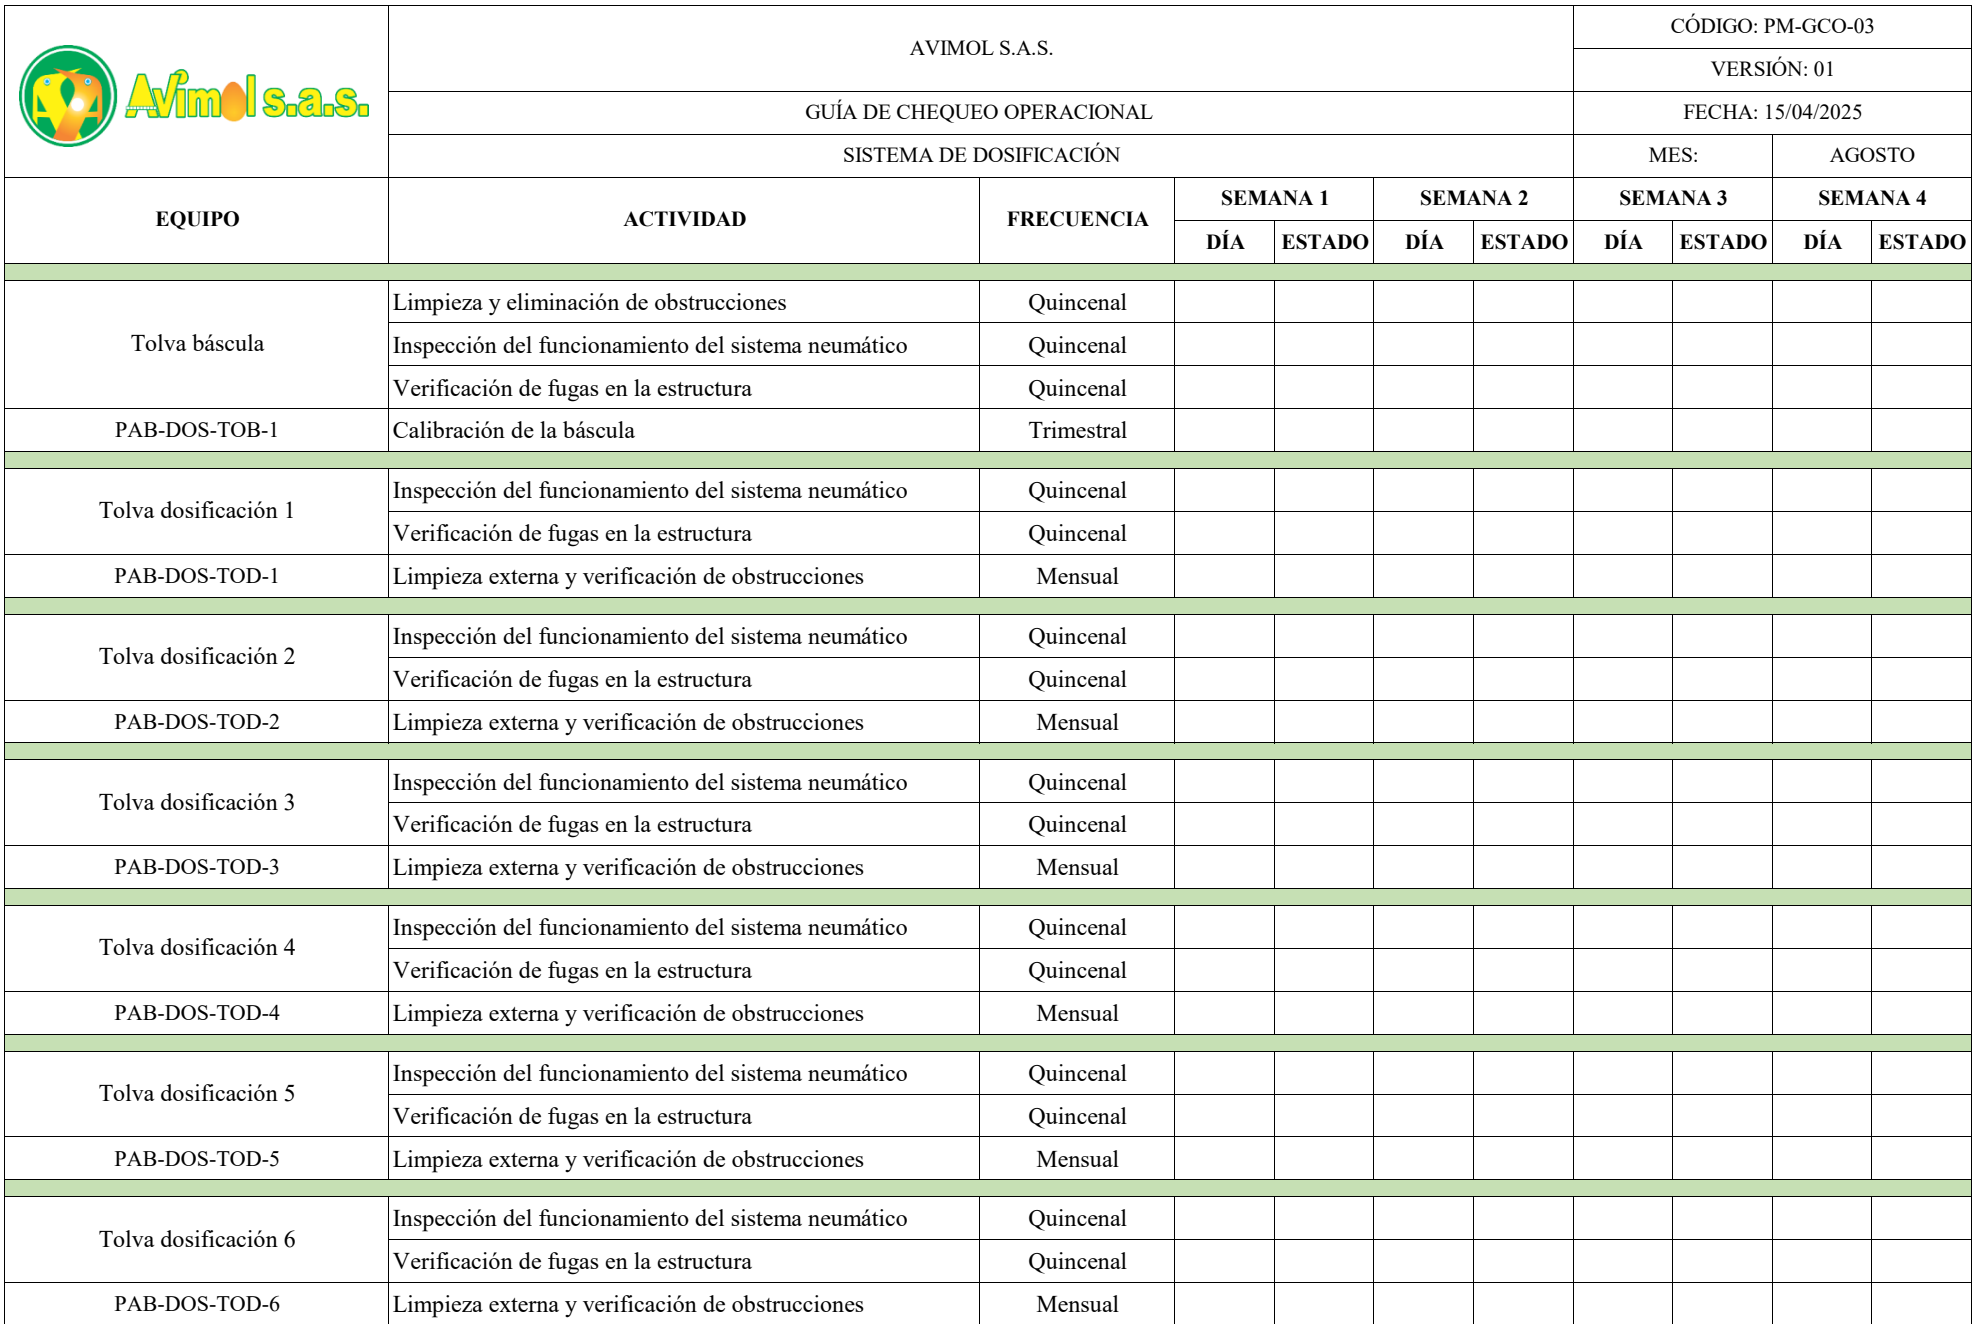 Avimol s.a.s.
AVIMOL S.A.S.
CÓDIGO: PM-GCO-03
VERSIÓN: 01
GUÍA DE CHEQUEO OPERACIONAL
FECHA: 15/04/2025
SISTEMA DE DOSIFICACIÓN
MES: AGOSTO
EQUIPO ACTIVIDAD FRECUENCIA SEMANA 1 SEMANA 2 SEMANA 3 SEMANA 4
DÍA ESTADO DÍA ESTADO DÍA ESTADO DÍA ESTADO
Tolva báscula
Limpieza y eliminación de obstrucciones Quincenal
Inspección del funcionamiento del sistema neumático Quincenal
Verificación de fugas en la estructura Quincenal
PAB-DOS-TOB-1 Calibración de la báscula Trimestral
Tolva dosificación 1
Inspección del funcionamiento del sistema neumático Quincenal
Verificación de fugas en la estructura Quincenal
PAB-DOS-TOD-1 Limpieza externa y verificación de obstrucciones Mensual
Tolva dosificación 2
Inspección del funcionamiento del sistema neumático Quincenal
Verificación de fugas en la estructura Quincenal
PAB-DOS-TOD-2 Limpieza externa y verificación de obstrucciones Mensual
Tolva dosificación 3
Inspección del funcionamiento del sistema neumático Quincenal
Verificación de fugas en la estructura Quincenal
PAB-DOS-TOD-3 Limpieza externa y verificación de obstrucciones Mensual
Tolva dosificación 4
Inspección del funcionamiento del sistema neumático Quincenal
Verificación de fugas en la estructura Quincenal
PAB-DOS-TOD-4 Limpieza externa y verificación de obstrucciones Mensual
Tolva dosificación 5
Inspección del funcionamiento del sistema neumático Quincenal
Verificación de fugas en la estructura Quincenal
PAB-DOS-TOD-5 Limpieza externa y verificación de obstrucciones Mensual
Tolva dosificación 6
Inspección del funcionamiento del sistema neumático Quincenal
Verificación de fugas en la estructura Quincenal
PAB-DOS-TOD-6 Limpieza externa y verificación de obstrucciones Mensual